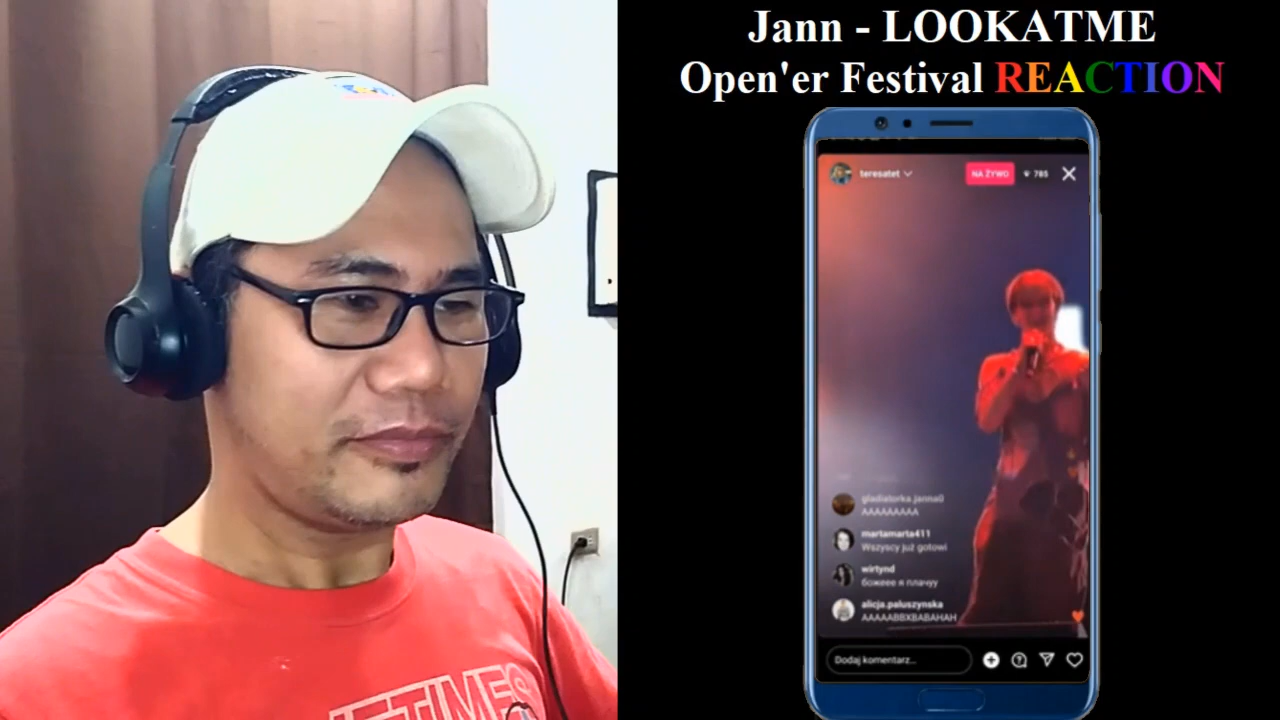 Jann - LOOKATME
Open'er Festival REACTION
teresatet
NA ŻYWO
785
gladiatorka.janna0
AAAAAAAAA
martamarta411
Wszyscy już gotowi
wirtynd
божеее я плачуу
alicja.paluszynska
AAAAABBXBABAHAH
Dodaj komentarz...